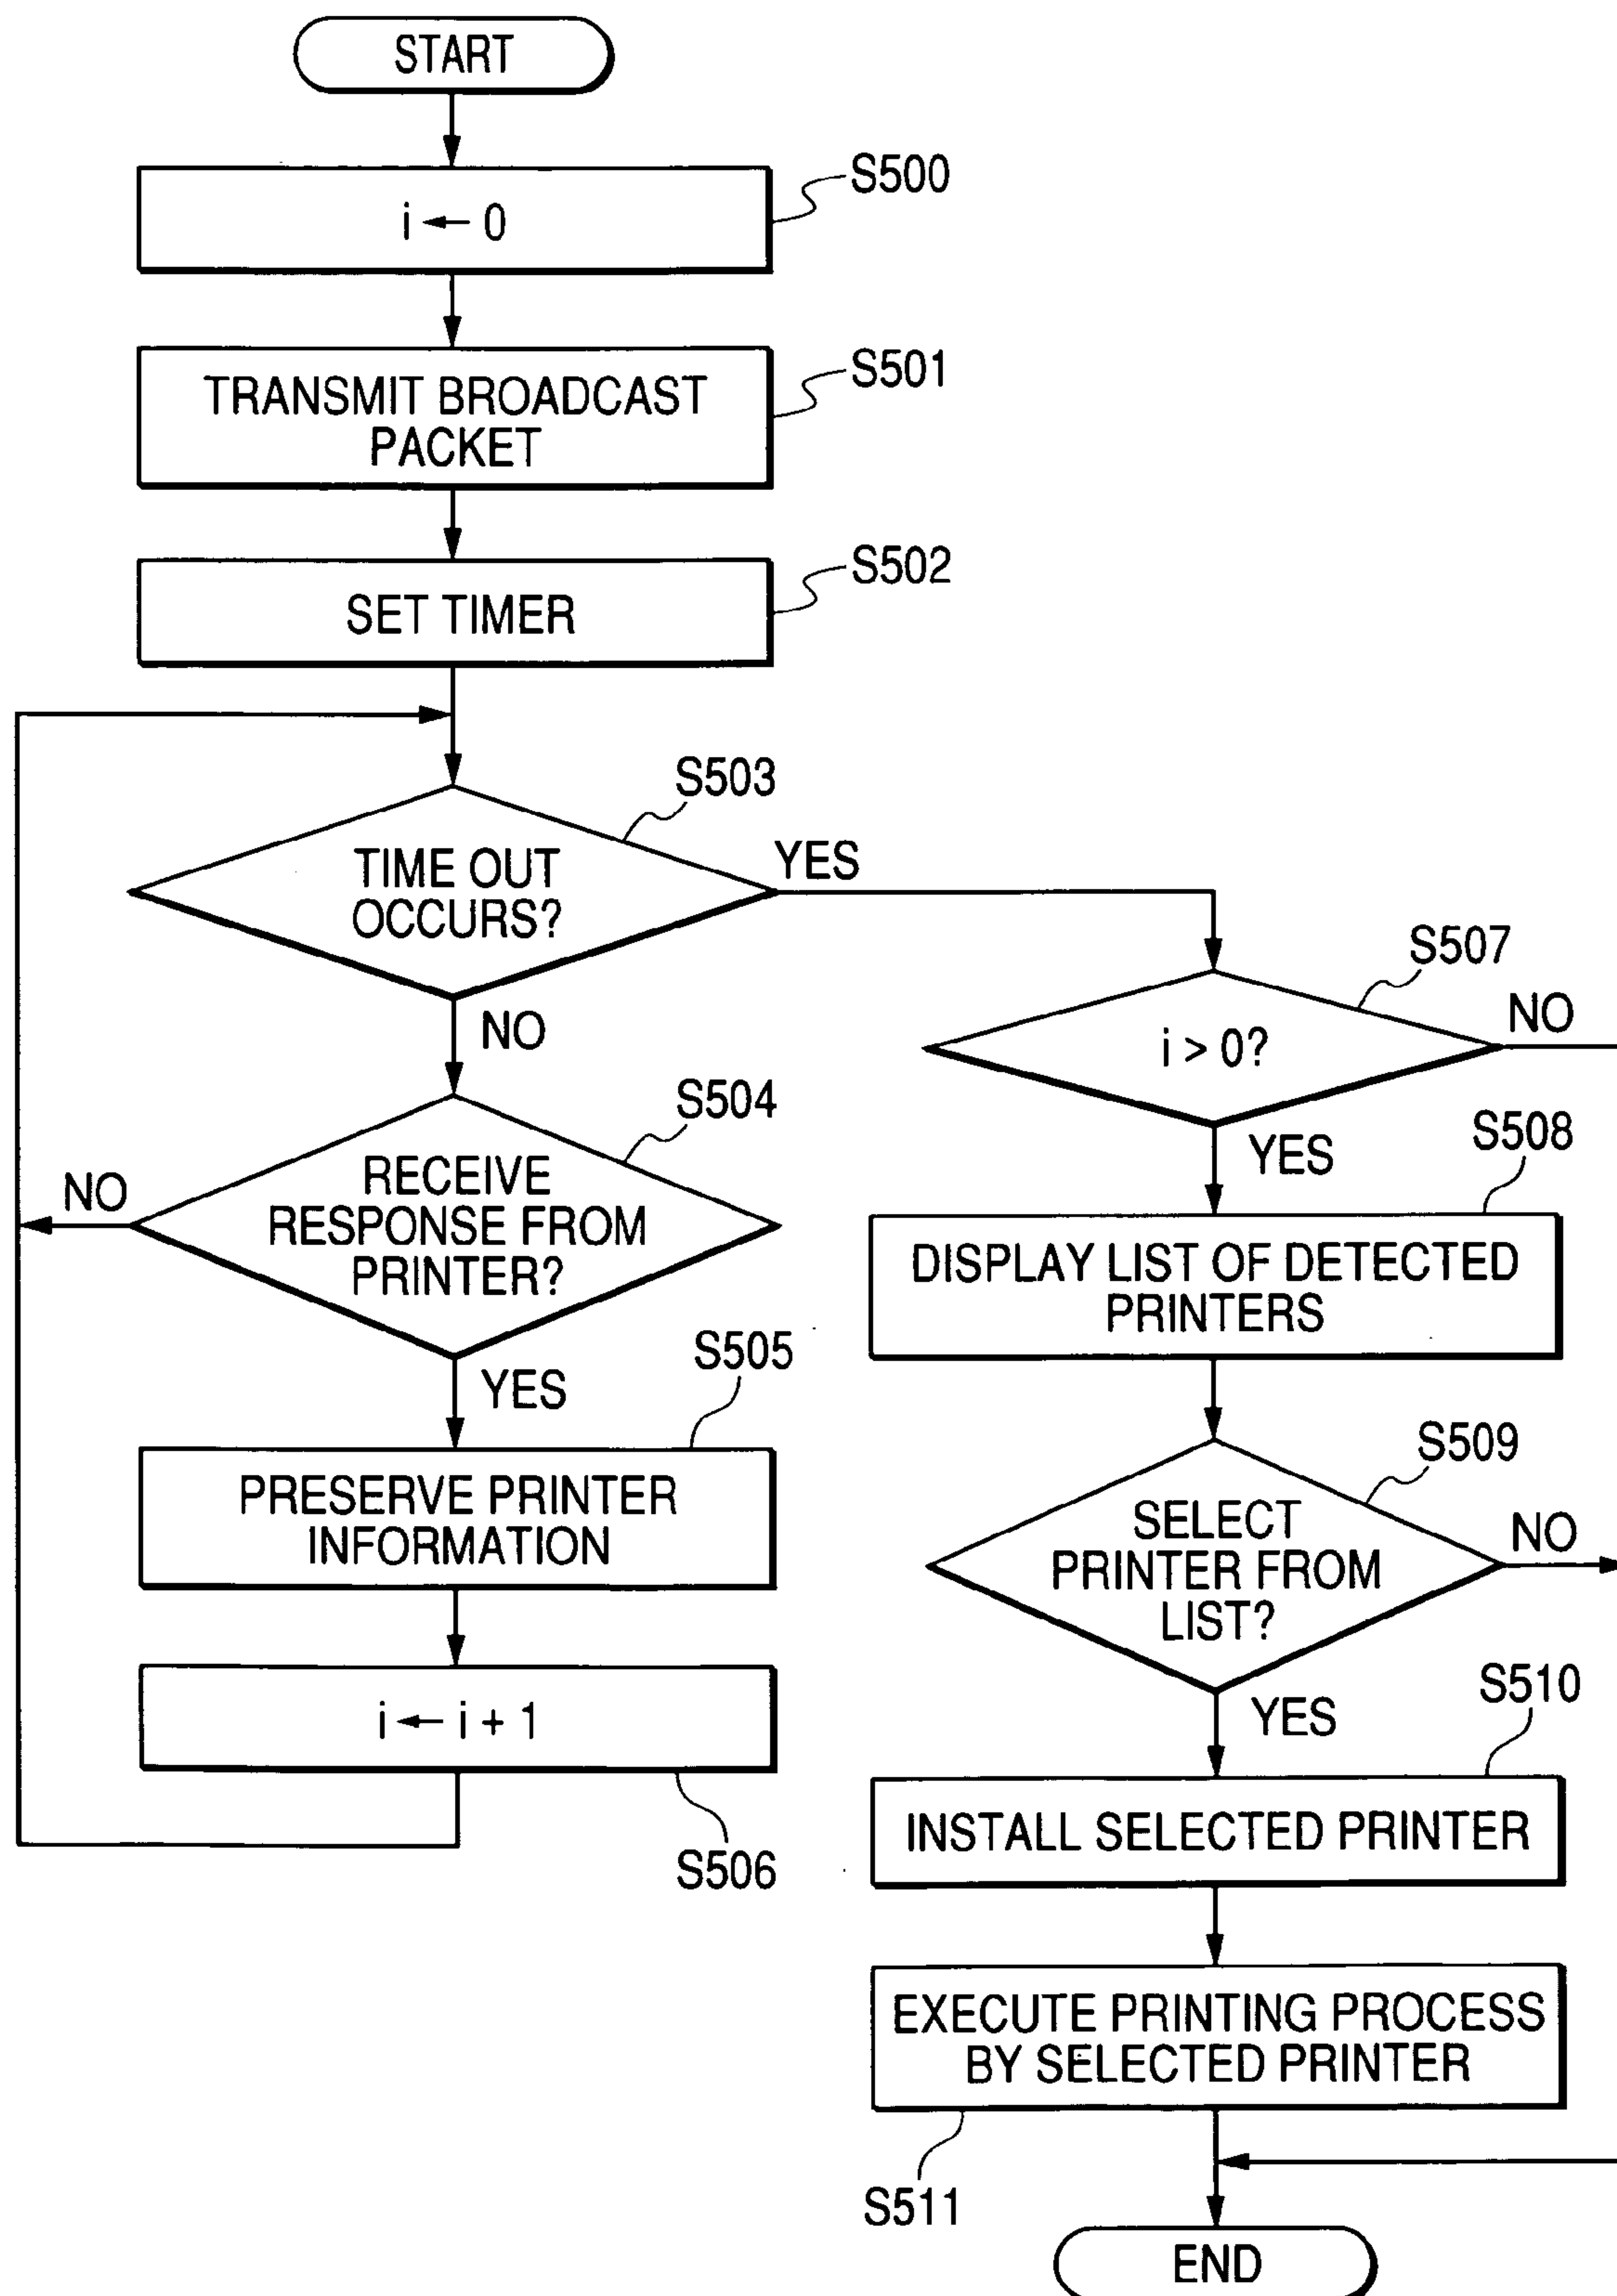 START
S500
i ← 0
S501
TRANSMIT BROADCAST
PACKET
S502
SET TIMER
S503
TIME OUT
OCCURS?
YES
NO
S504
RECEIVE
RESPONSE FROM
PRINTER?
NO
YES
S505
PRESERVE PRINTER
INFORMATION
i ← i + 1
S506
S507
i > 0?
NO
YES
S508
DISPLAY LIST OF DETECTED
PRINTERS
S509
SELECT
PRINTER FROM
LIST?
NO
YES
S510
INSTALL SELECTED PRINTER
EXECUTE PRINTING PROCESS
BY SELECTED PRINTER
S511
END